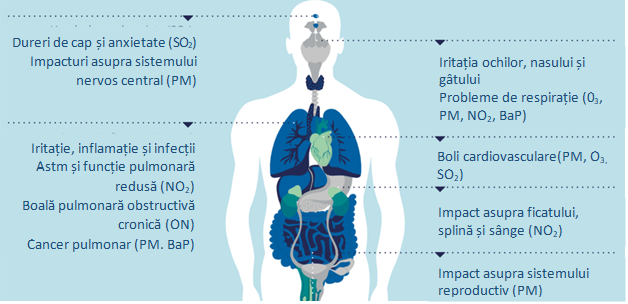 Dureri de cap și anxietate (SO₂)
Impacturi asupra sistemului
nervos central (PM)
Iritație, inflamație și infecții
Astm și funcție pulmonară
redusă (NO₂)
Boală pulmonară obstructivă
cronică (ON)
Cancer pulmonar (PM. BaP)
Iritația ochilor, nasului și
gâtului
Probleme de respirație (0₃,
PM, NO₂, BaP)
Boli cardiovasculare(PM, O₃,
SO₂)
Impact asupra ficatului,
splină și sânge (NO₂)
Impact asupra sistemului
reproductiv (PM)